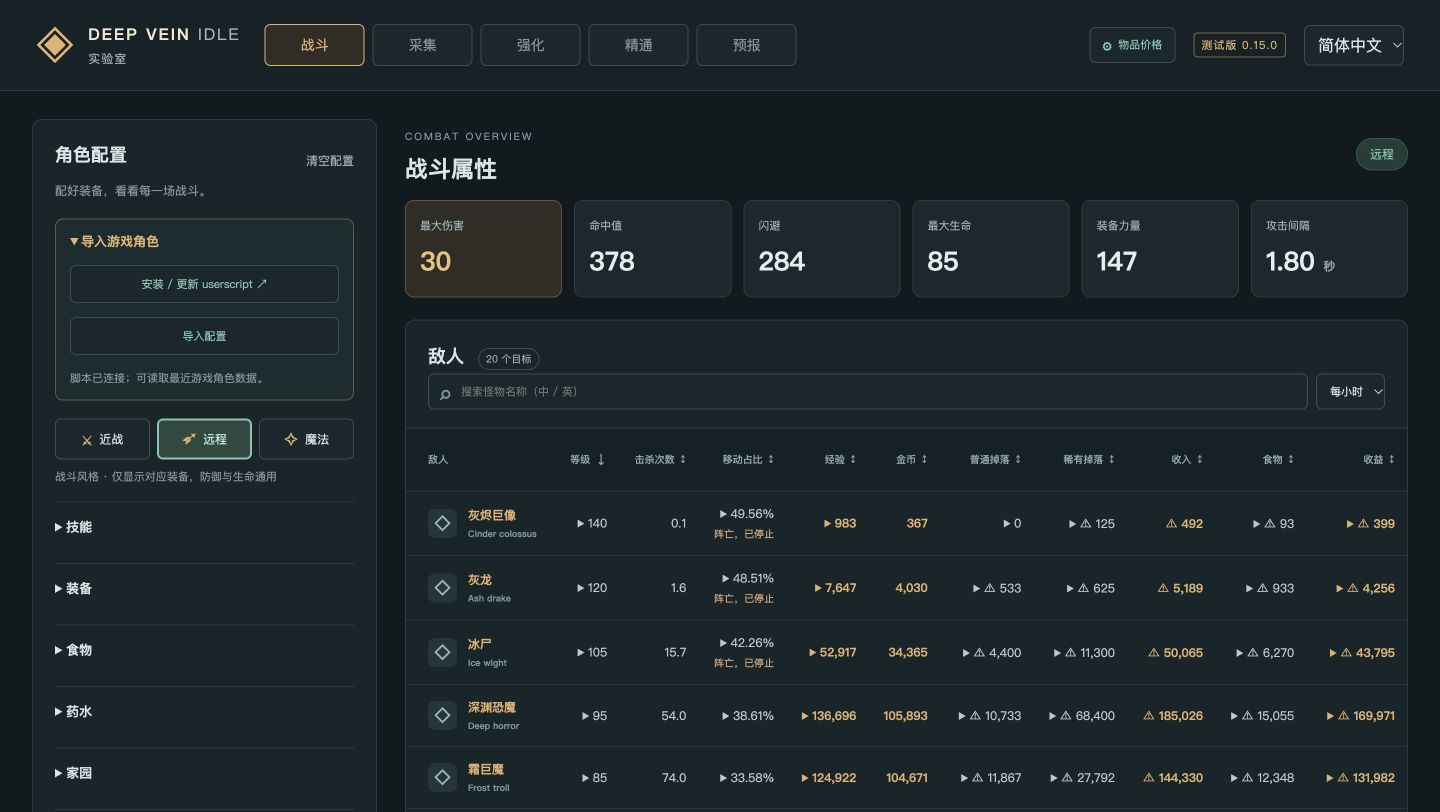 DEEP VEIN IDLE
实验室
战斗
采集
强化
精通
预报
物品价格
测试版 0.15.0
简体中文
角色配置
清空配置
配好装备，看看每一场战斗。
▼导入游戏角色
安装 / 更新 userscript ↗
导入配置
脚本已连接；可读取最近游戏角色数据。
近战
远程
魔法
战斗风格 · 仅显示对应装备，防御与生命通用
▶ 技能
▶ 装备
▶ 食物
▶ 药水
▶ 家园
COMBAT OVERVIEW
战斗属性
远程
最大伤害
30
命中值
378
闪避
284
最大生命
85
装备力量
147
攻击间隔
1.80 秒
敌人 20 个目标
搜索怪物名称（中 / 英）
每小时
敌人 等级 ↓ 击杀次数 ↕ 移动占比 ↕ 经验 ↕ 金币 ↕ 普通掉落 ↕ 稀有掉落 ↕ 收入 ↕ 食物 ↕ 收益 ↕
灰烬巨像 ▶ 140 0.1 ▶ 49.56% ▶ 983 367 ▶ 0 ▶ ⚠ 125 ⚠ 492 ▶ ⚠ 93 ▶ ⚠ 399
Cinder colossus 阵亡，已停止
灰龙 ▶ 120 1.6 ▶ 48.51% ▶ 7,647 4,030 ▶ ⚠ 533 ▶ ⚠ 625 ⚠ 5,189 ▶ ⚠ 933 ▶ ⚠ 4,256
Ash drake 阵亡，已停止
冰尸 ▶ 105 15.7 ▶ 42.26% ▶ 52,917 34,365 ▶ ⚠ 4,400 ▶ ⚠ 11,300 ⚠ 50,065 ▶ ⚠ 6,270 ▶ ⚠ 43,795
Ice wight 阵亡，已停止
深渊恐魔 ▶ 95 54.0 ▶ 38.61% ▶ 136,696 105,893 ▶ ⚠ 10,733 ▶ ⚠ 68,400 ⚠ 185,026 ▶ ⚠ 15,055 ▶ ⚠ 169,971
Deep horror
霜巨魔 ▶ 85 74.0 ▶ 33.58% ▶ 124,922 104,671 ▶ ⚠ 11,867 ▶ ⚠ 27,792 ⚠ 144,330 ▶ ⚠ 12,348 ▶ ⚠ 131,982
Frost troll